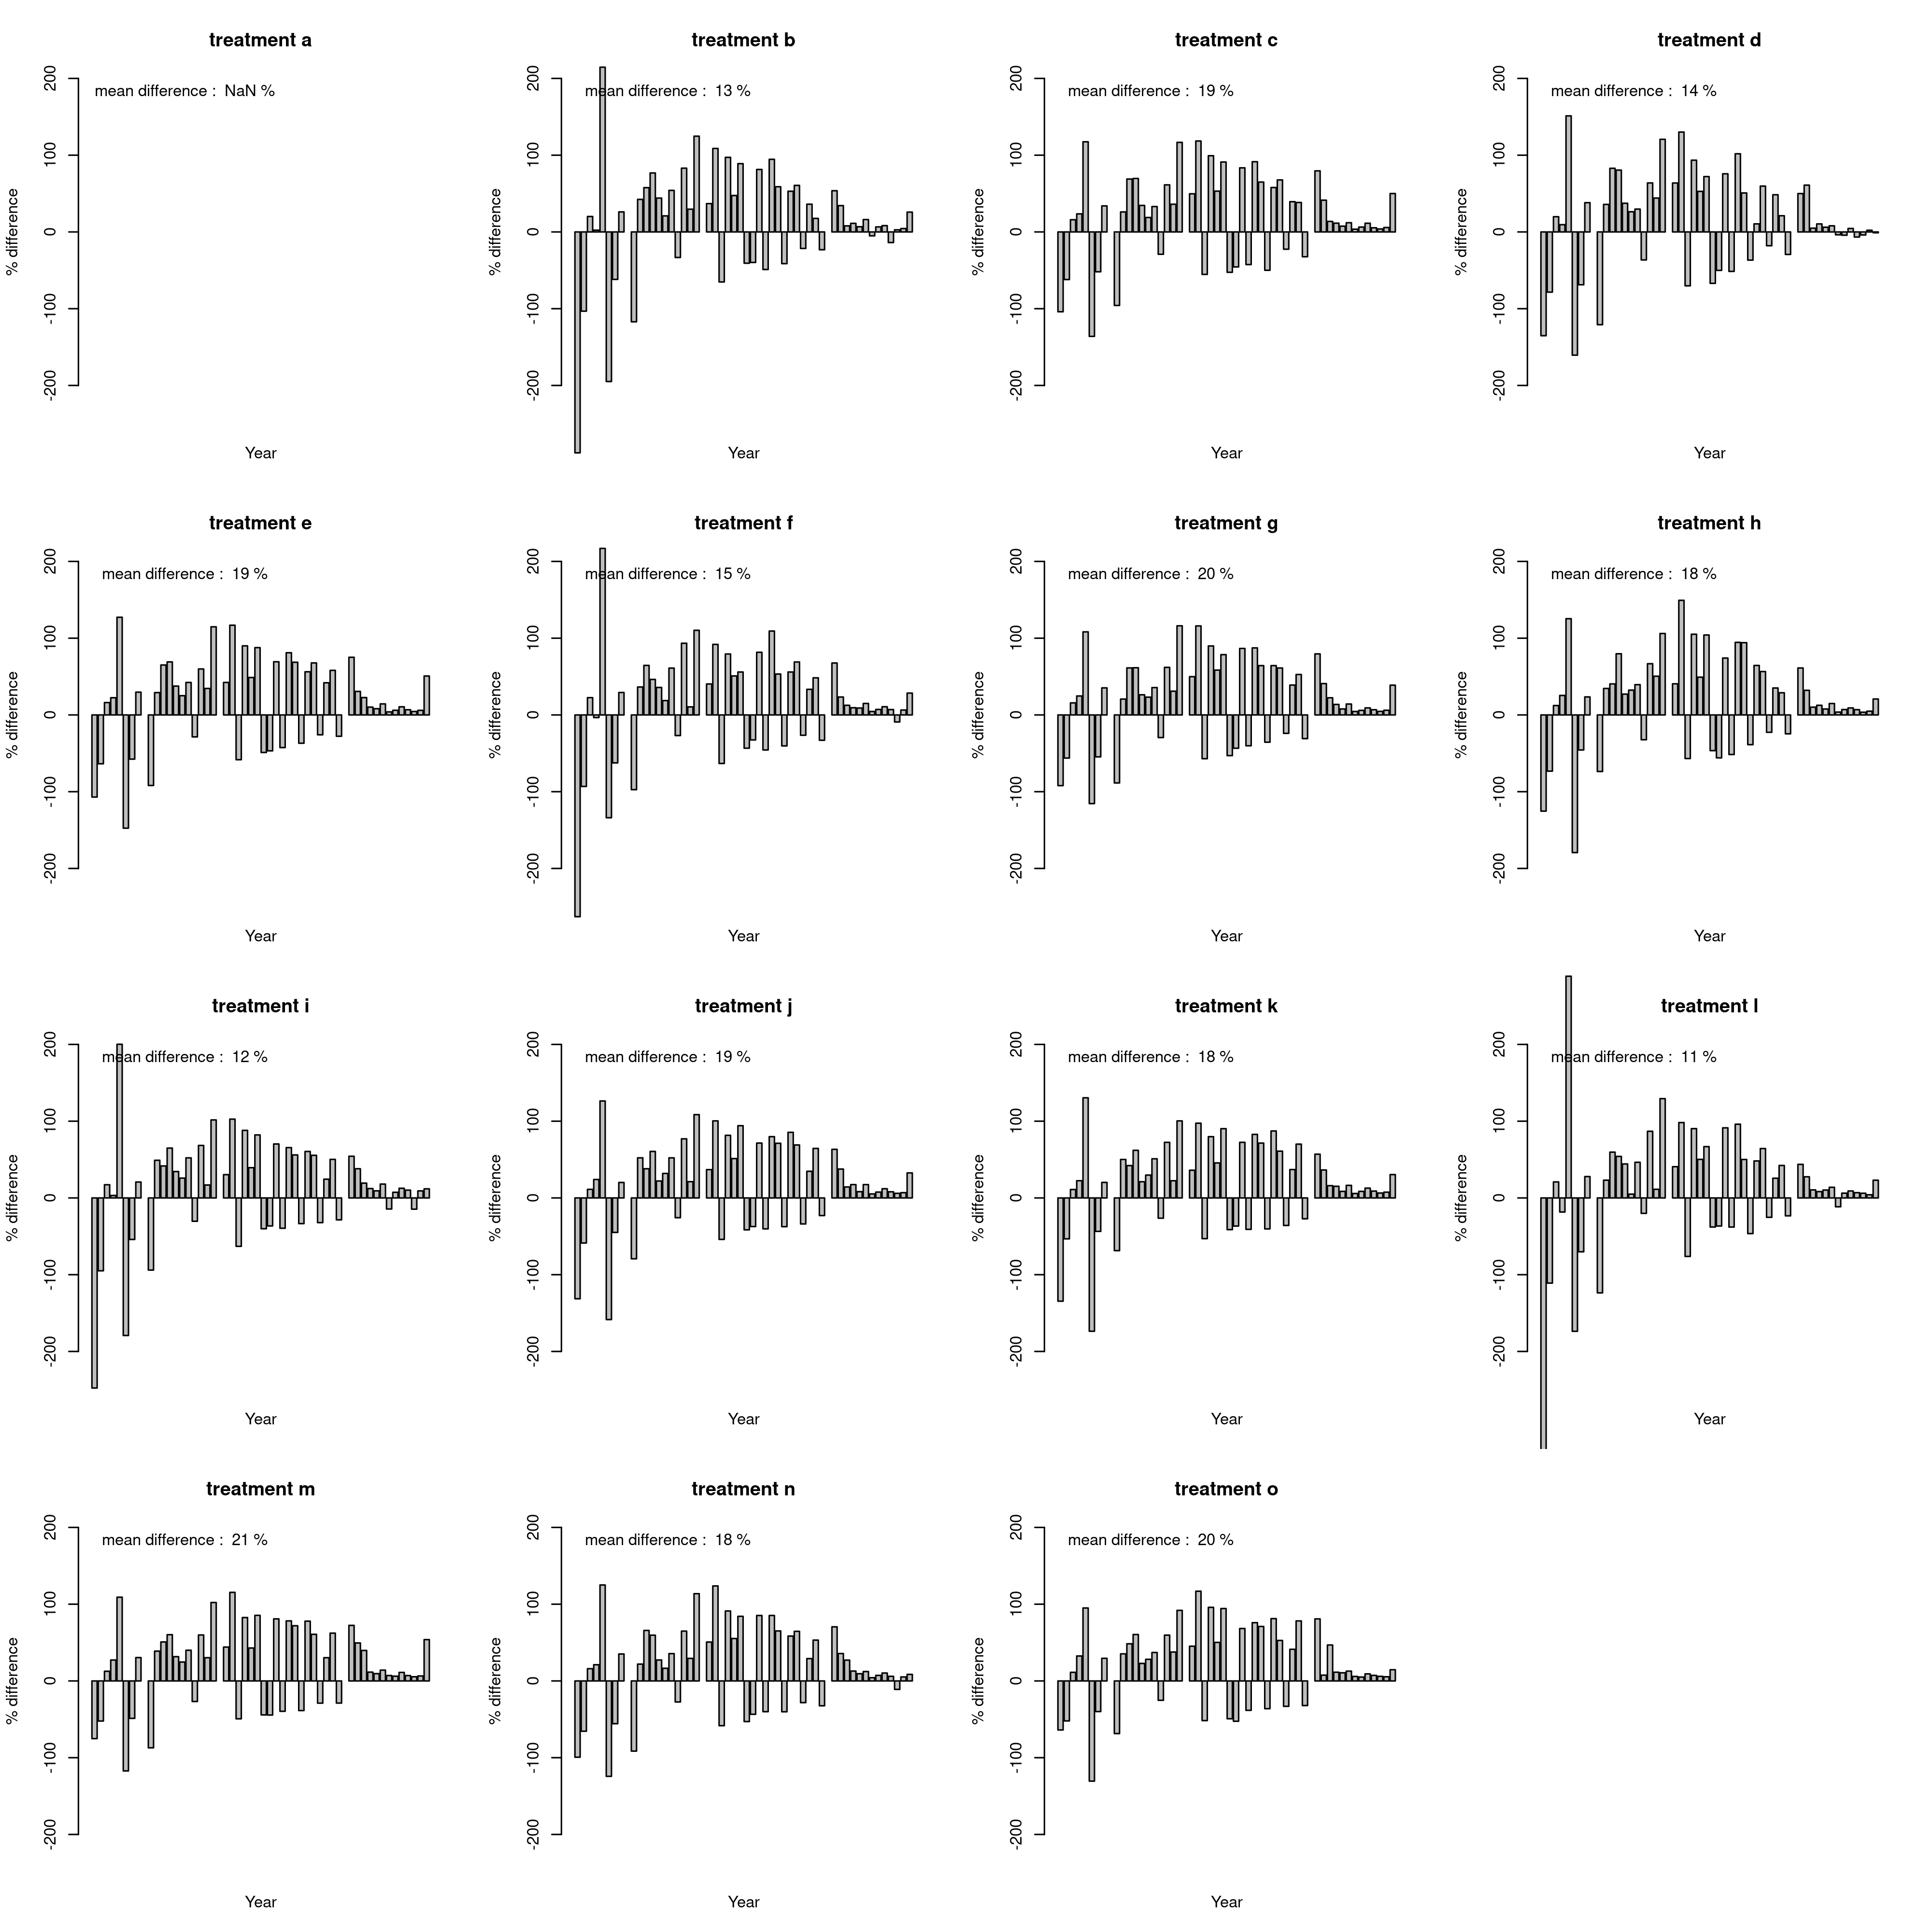 treatment a
mean difference :  NaN %
200
100
0
-100
-200
% difference
Year
treatment b
mean difference :  13 %
200
100
0
-100
-200
% difference
Year
treatment c
mean difference :  19 %
200
100
0
-100
-200
% difference
Year
treatment d
mean difference :  14 %
200
100
0
-100
-200
% difference
Year
treatment e
mean difference :  19 %
200
100
0
-100
-200
% difference
Year
treatment f
mean difference :  15 %
200
100
0
-100
-200
% difference
Year
treatment g
mean difference :  20 %
200
100
0
-100
-200
% difference
Year
treatment h
mean difference :  18 %
200
100
0
-100
-200
% difference
Year
treatment i
mean difference :  12 %
200
100
0
-100
-200
% difference
Year
treatment j
mean difference :  19 %
200
100
0
-100
-200
% difference
Year
treatment k
mean difference :  18 %
200
100
0
-100
-200
% difference
Year
treatment l
mean difference :  11 %
200
100
0
-100
-200
% difference
Year
treatment m
mean difference :  21 %
200
100
0
-100
-200
% difference
Year
treatment n
mean difference :  18 %
200
100
0
-100
-200
% difference
Year
treatment o
mean difference :  20 %
200
100
0
-100
-200
% difference
Year